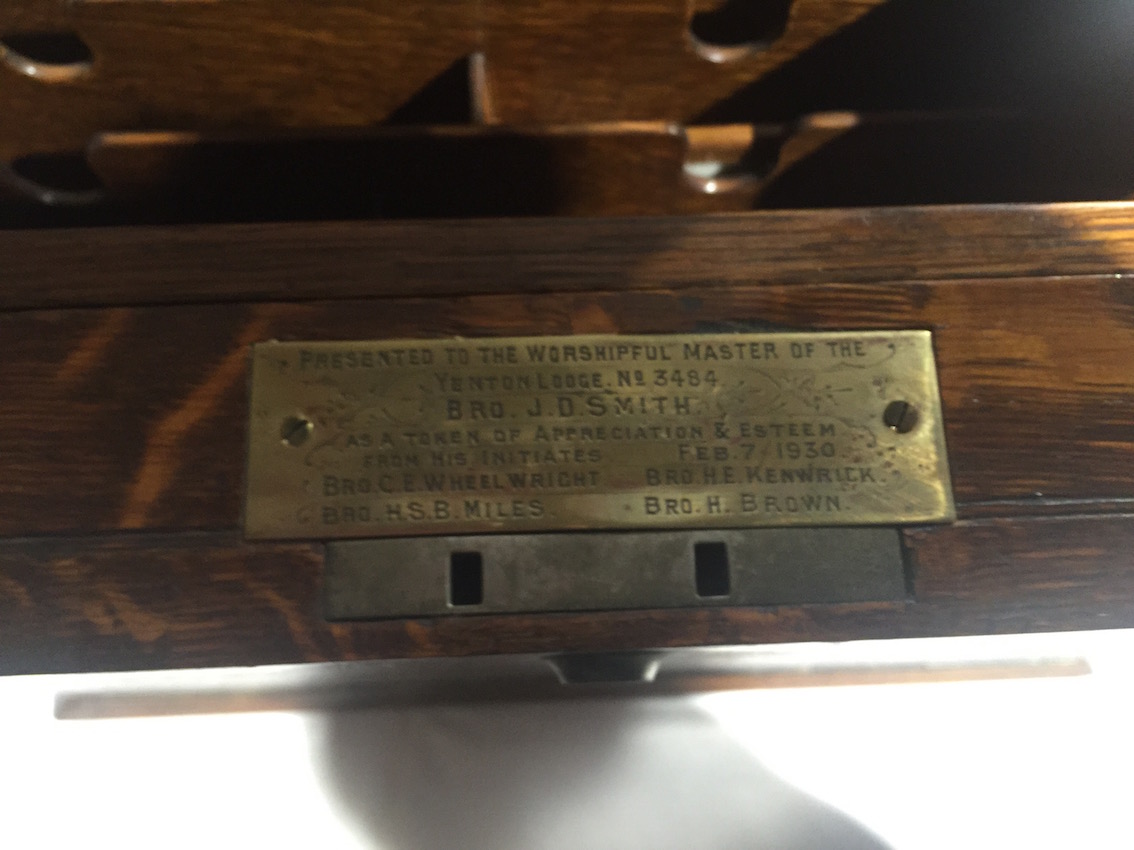 PRESENTED TO THE WORSHIPFUL MASTER OF THE
YENTON LODGE. Nº 3484.
BRO. J.D. SMITH.
AS A TOKEN OF APPRECIATION & ESTEEM
FROM HIS INITIATES FEB. 7. 1930.
BRO. C.E WHEELWRIGHT BRO. H.E. KENWRICK.
BRO. H.S.B. MILES. BRO. H. BROWN.